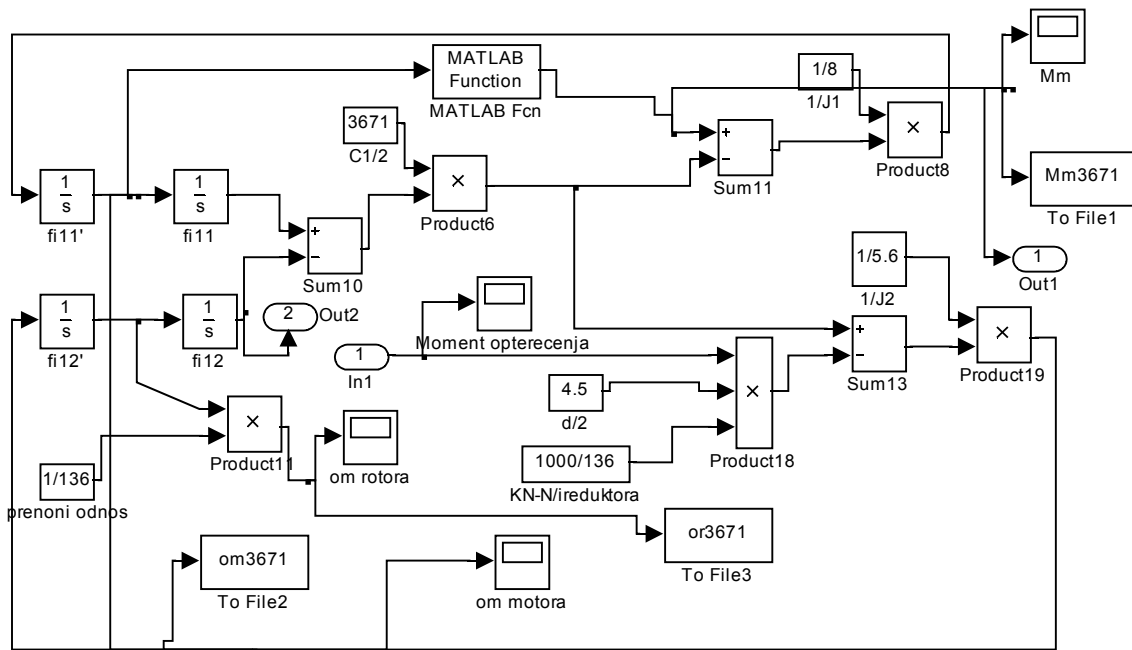 MATLAB
Function
MATLAB Fcn
1/8
1/J1
Mm
3671
C1/2
×
Product6
+
−
Sum11
×
Product8
Mm3671
To File1
1
s
fi11'
1
s
fi11
+
−
Sum10
1/5.6
1/J2
1
Out1
1
s
fi12'
1
s
fi12
2
Out2
Moment opterecenja
1
In1
+
−
Sum13
×
Product19
4.5
d/2
×
Product18
×
Product11
om rotora
1/136
prenoni odnos
1000/136
KN-N/ireduktora
or3671
To File3
om3671
To File2
om motora